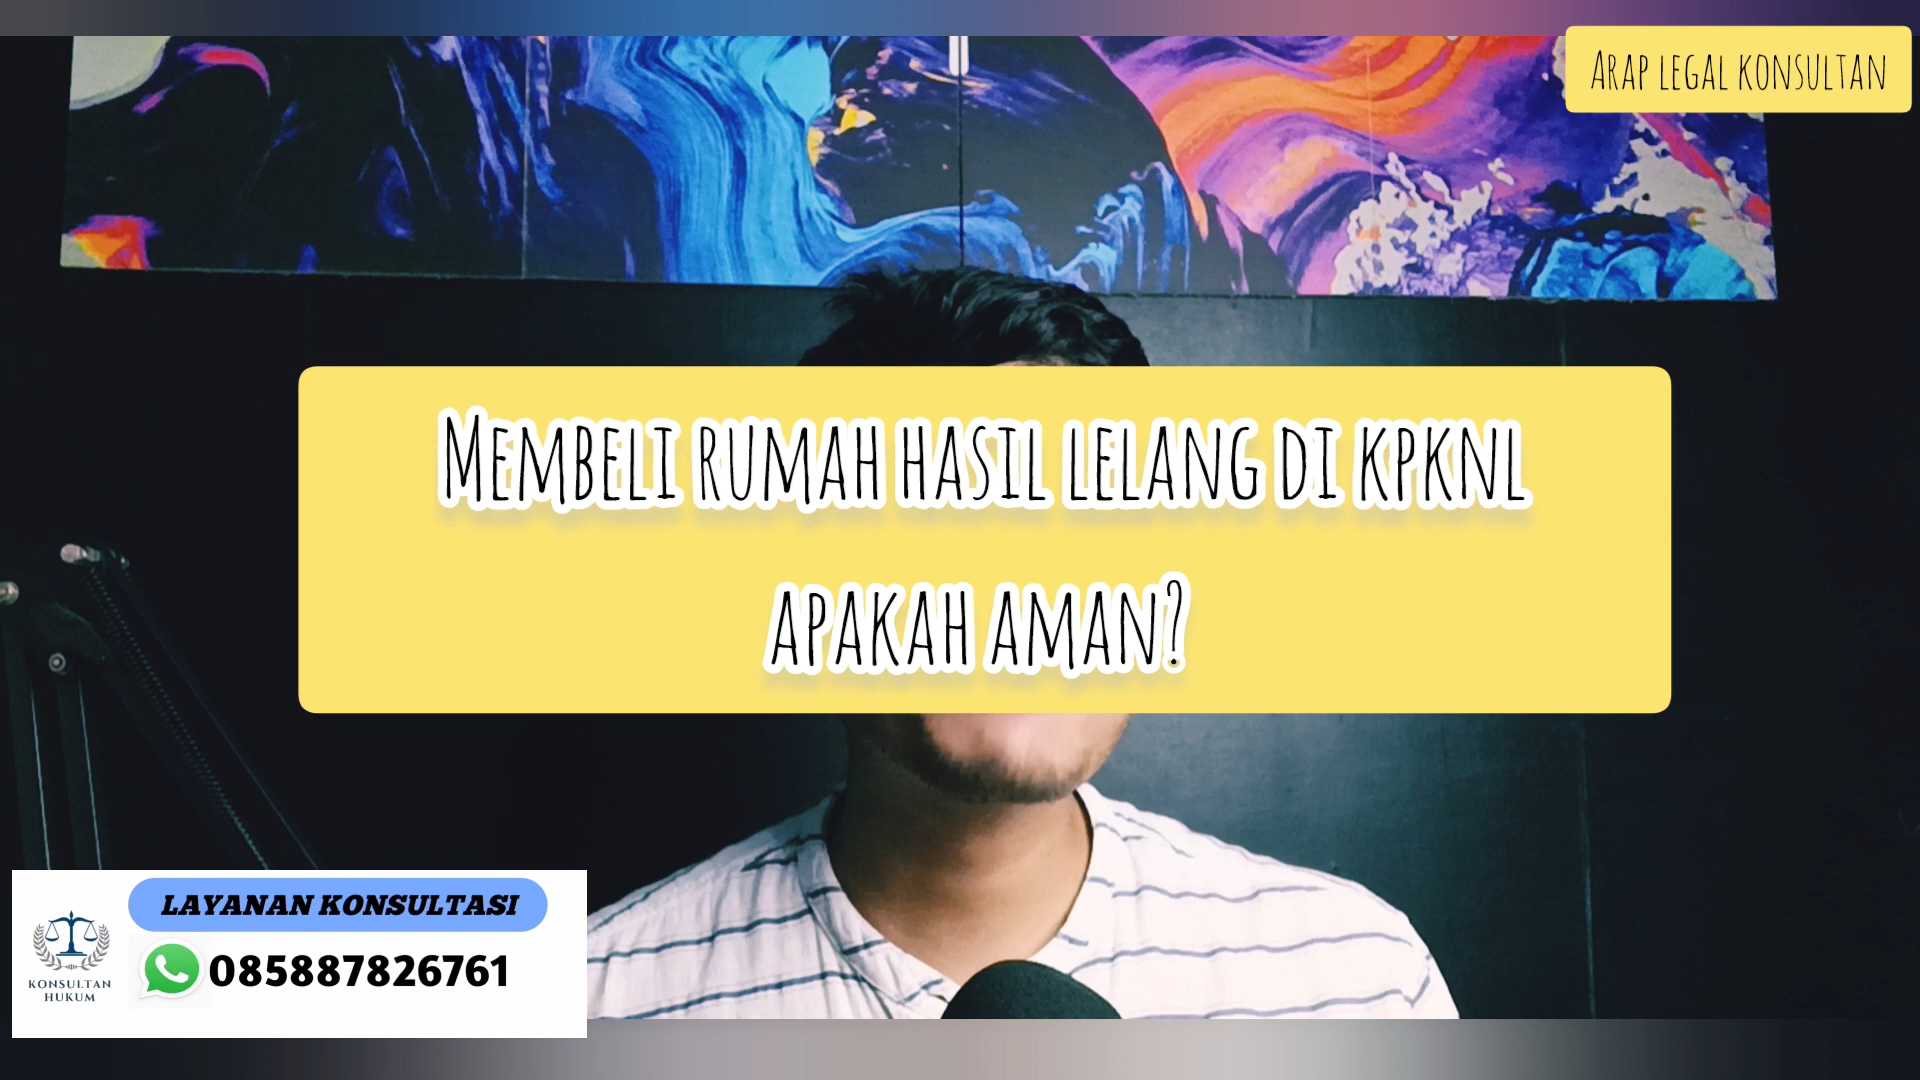 Arap legal konsultan
Membeli rumah hasil lelang di KPKNL
apakah aman?
LAYANAN KONSULTASI
085887826761
KONSULTAN
HUKUM